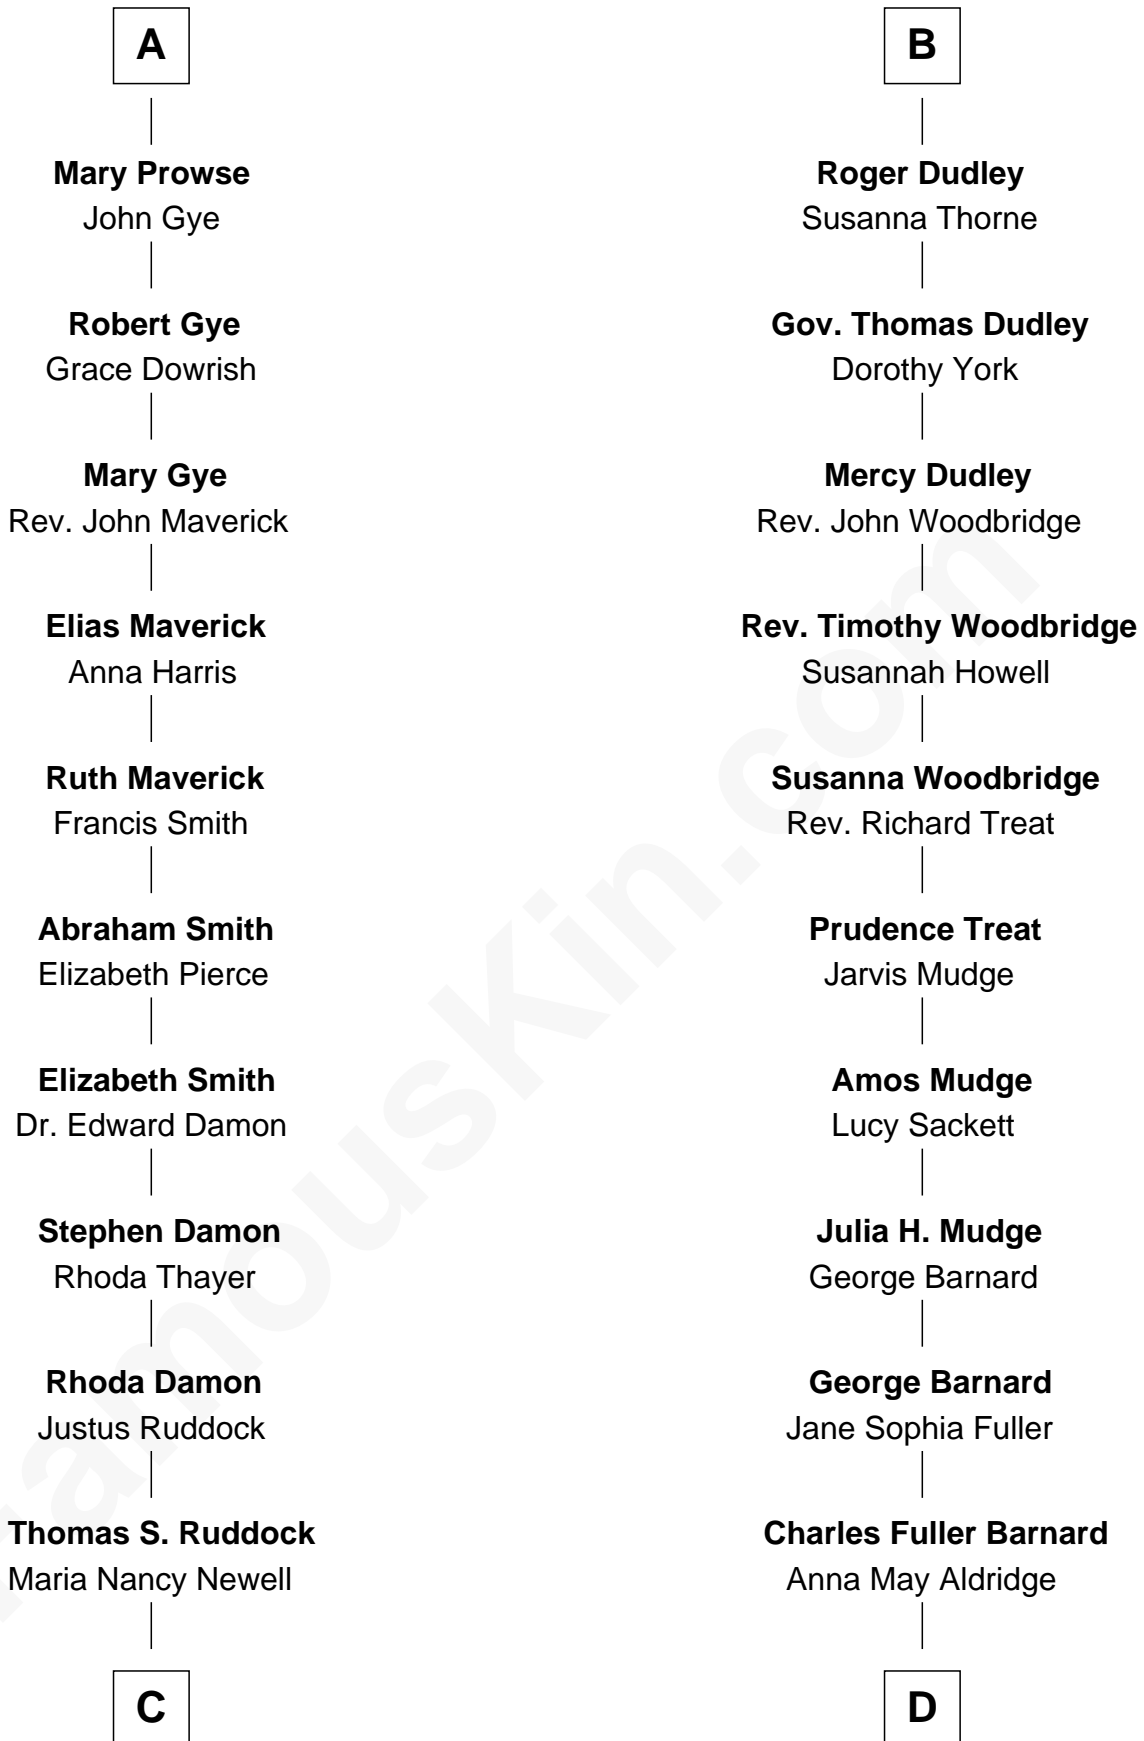 A
Mary Prowse
John Gye
Robert Gye
Grace Dowrish
Mary Gye
Rev. John Maverick
Elias Maverick
Anna Harris
Ruth Maverick
Francis Smith
Abraham Smith
Elizabeth Pierce
Elizabeth Smith
Dr. Edward Damon
Stephen Damon
Rhoda Thayer
Rhoda Damon
Justus Ruddock
Thomas S. Ruddock
Maria Nancy Newell
C
B
Roger Dudley
Susanna Thorne
Gov. Thomas Dudley
Dorothy York
Mercy Dudley
Rev. John Woodbridge
Rev. Timothy Woodbridge
Susannah Howell
Susanna Woodbridge
Rev. Richard Treat
Prudence Treat
Jarvis Mudge
Amos Mudge
Lucy Sackett
Julia H. Mudge
George Barnard
George Barnard
Jane Sophia Fuller
Charles Fuller Barnard
Anna May Aldridge
D
FamousKin.com